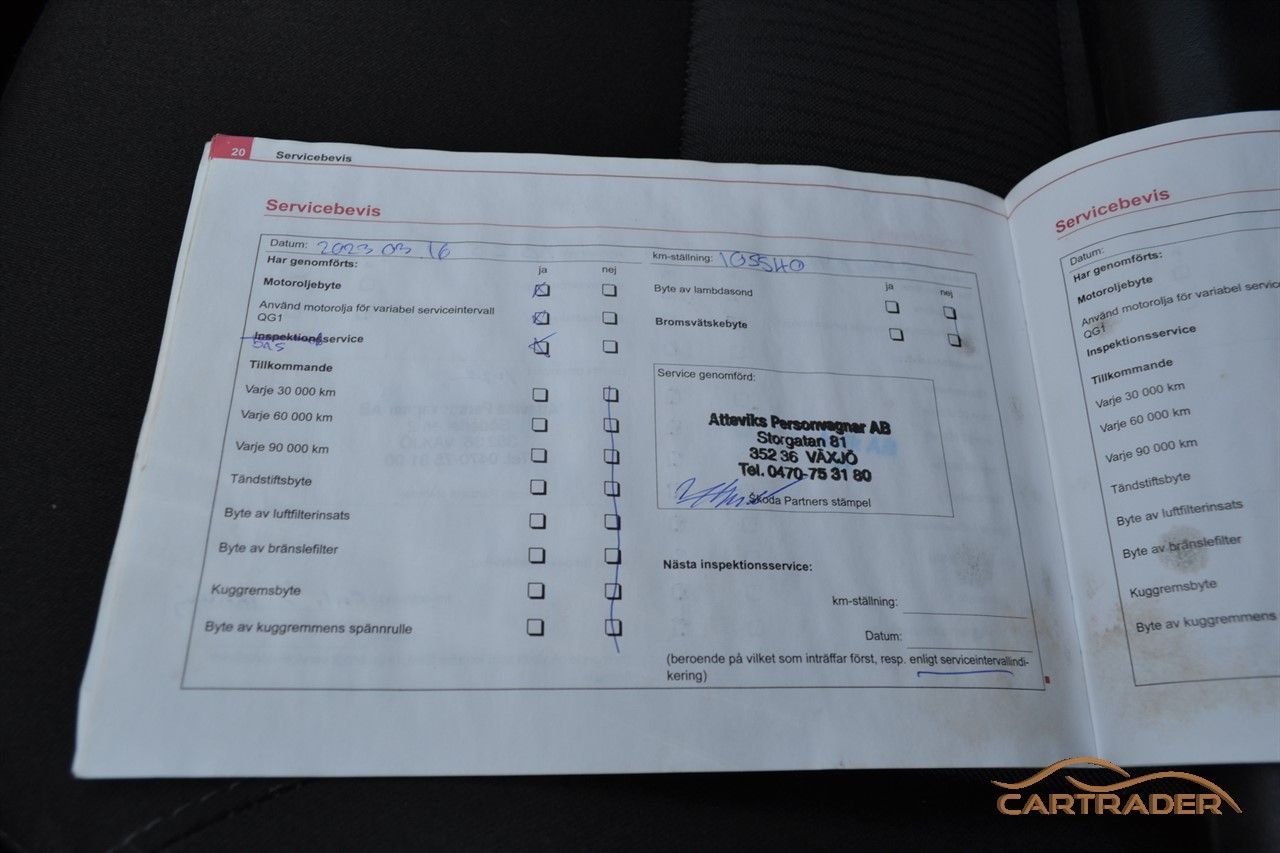 20 Servicebevis
Servicebevis
Datum: 2023 03 16
km-ställning: 105540
Har genomförts: ja nej
Motoroljebyte
Använd motorolja för variabel serviceintervall
QG1
Inspektionsservice
Tillkommande
Varje 30 000 km
Varje 60 000 km
Varje 90 000 km
Tändstiftsbyte
Byte av luftfilterinsats
Byte av bränslefilter
Kuggremsbyte
Byte av kuggremmens spännrulle
ja nej
Byte av lambdasond
Bromsvätskebyte
Service genomförd:
Atteviks Personvagnar AB
Storgatan 81
352 36 VÄXJÖ
Tel. 0470-75 31 80
Škoda Partners stämpel
Nästa inspektionsservice:
km-ställning:
Datum:
(beroende på vilket som inträffar först, resp. enligt serviceintervallindi-
kering)
Servicebevis
Datum:
Har genomförts:
Motoroljebyte
Använd motorolja för variabel service
QG1
Inspektionsservice
Tillkommande
Varje 30 000 km
Varje 60 000 km
Varje 90 000 km
Tändstiftsbyte
Byte av luftfilterinsats
Byte av bränslefilter
Kuggremsbyte
Byte av kuggremmens
CARTRADER